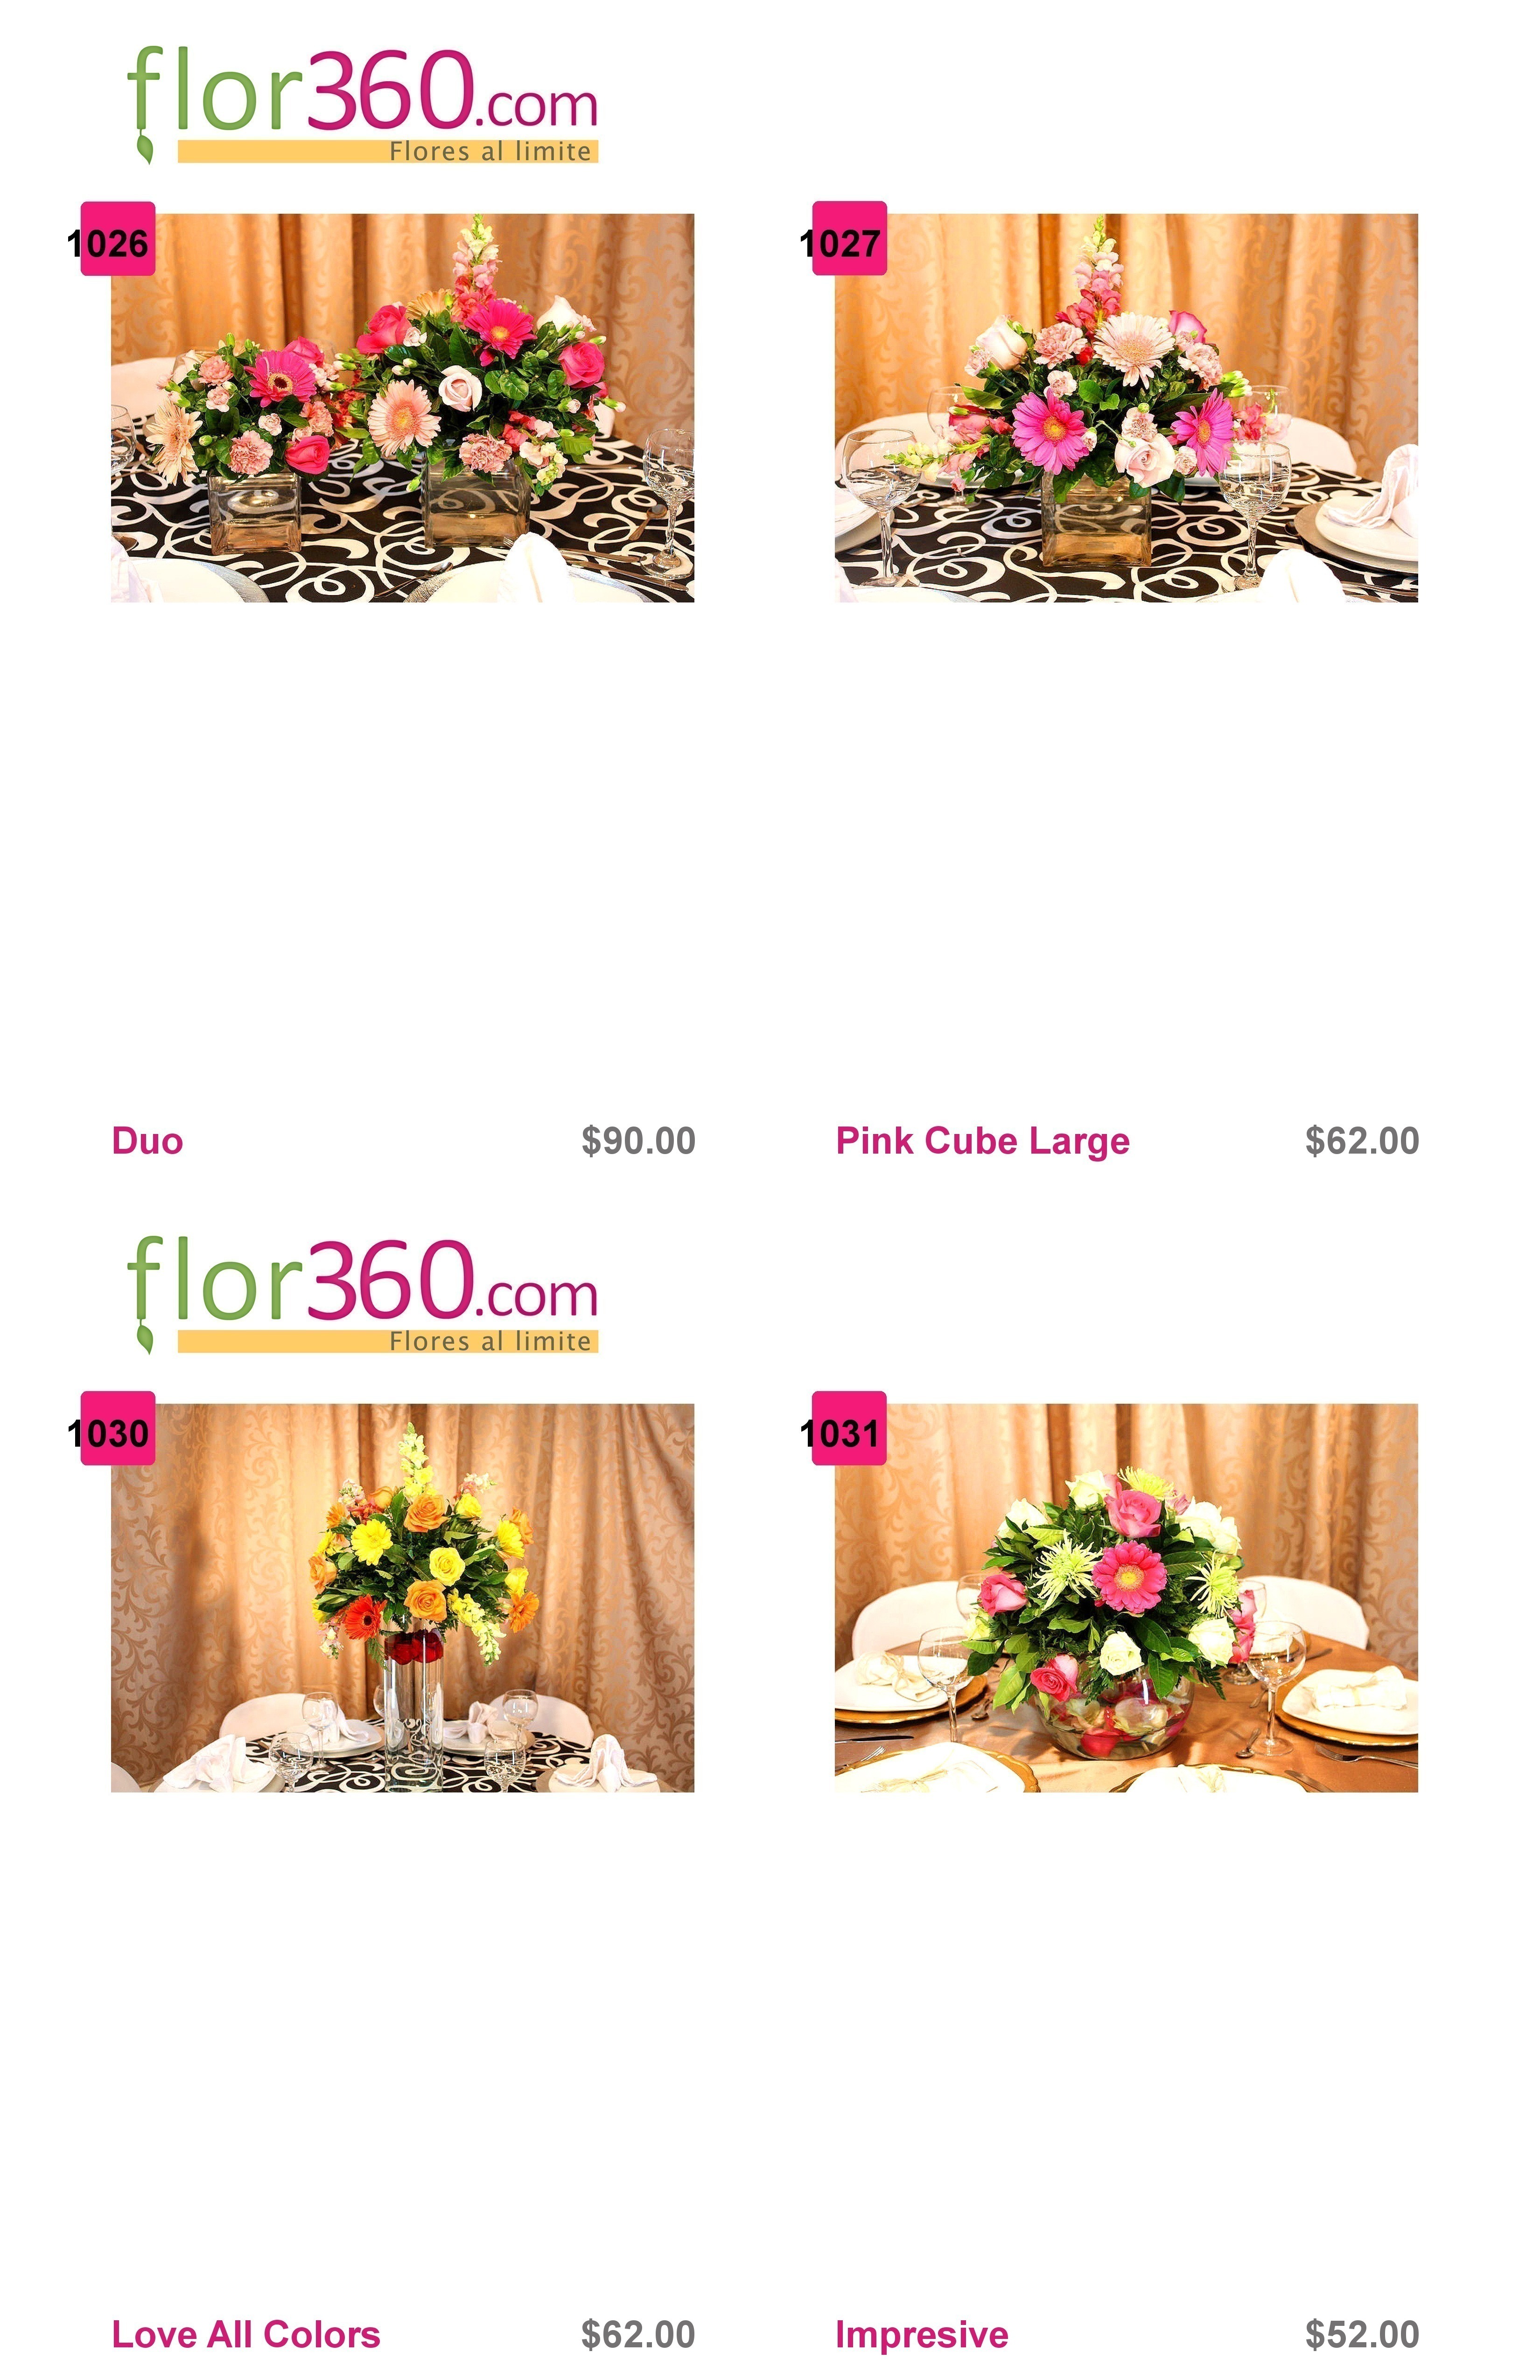 flor360.com
Flores al limite
1026
1027
Duo $90.00
Pink Cube Large $62.00
flor360.com
Flores al limite
1030
1031
Love All Colors $62.00
Impresive $52.00